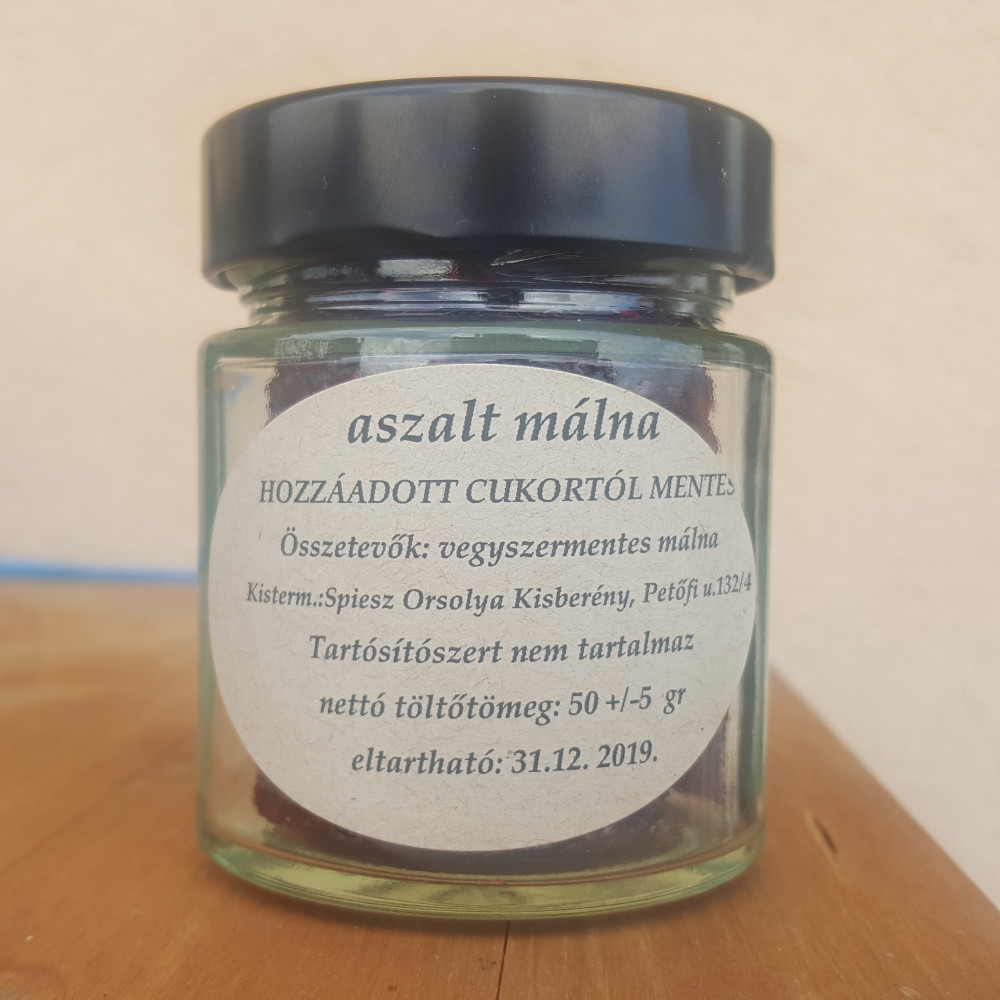 aszalt málna
HOZZÁADOTT CUKORTÓL MENTES
Összetevők: vegyszermentes málna
Kisterm.:Spiesz Orsolya Kisberény, Petőfi u.132/4
Tartósítószert nem tartalmaz
nettó töltőtömeg: 50 +/-5 gr
eltartható: 31.12. 2019.